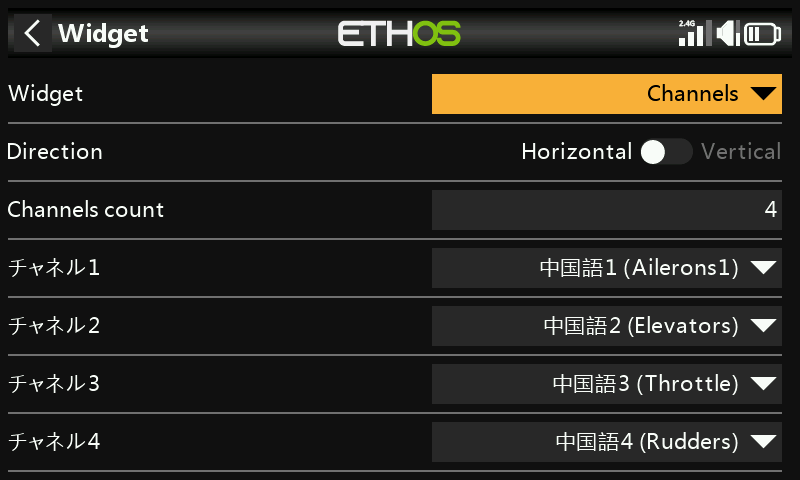 Widget ETHOS 2.4G
Widget Channels
Direction Horizontal Vertical
Channels count 4
チャネル1 中国語1 (Ailerons1)
チャネル2 中国語2 (Elevators)
チャネル3 中国語3 (Throttle)
チャネル4 中国語4 (Rudders)